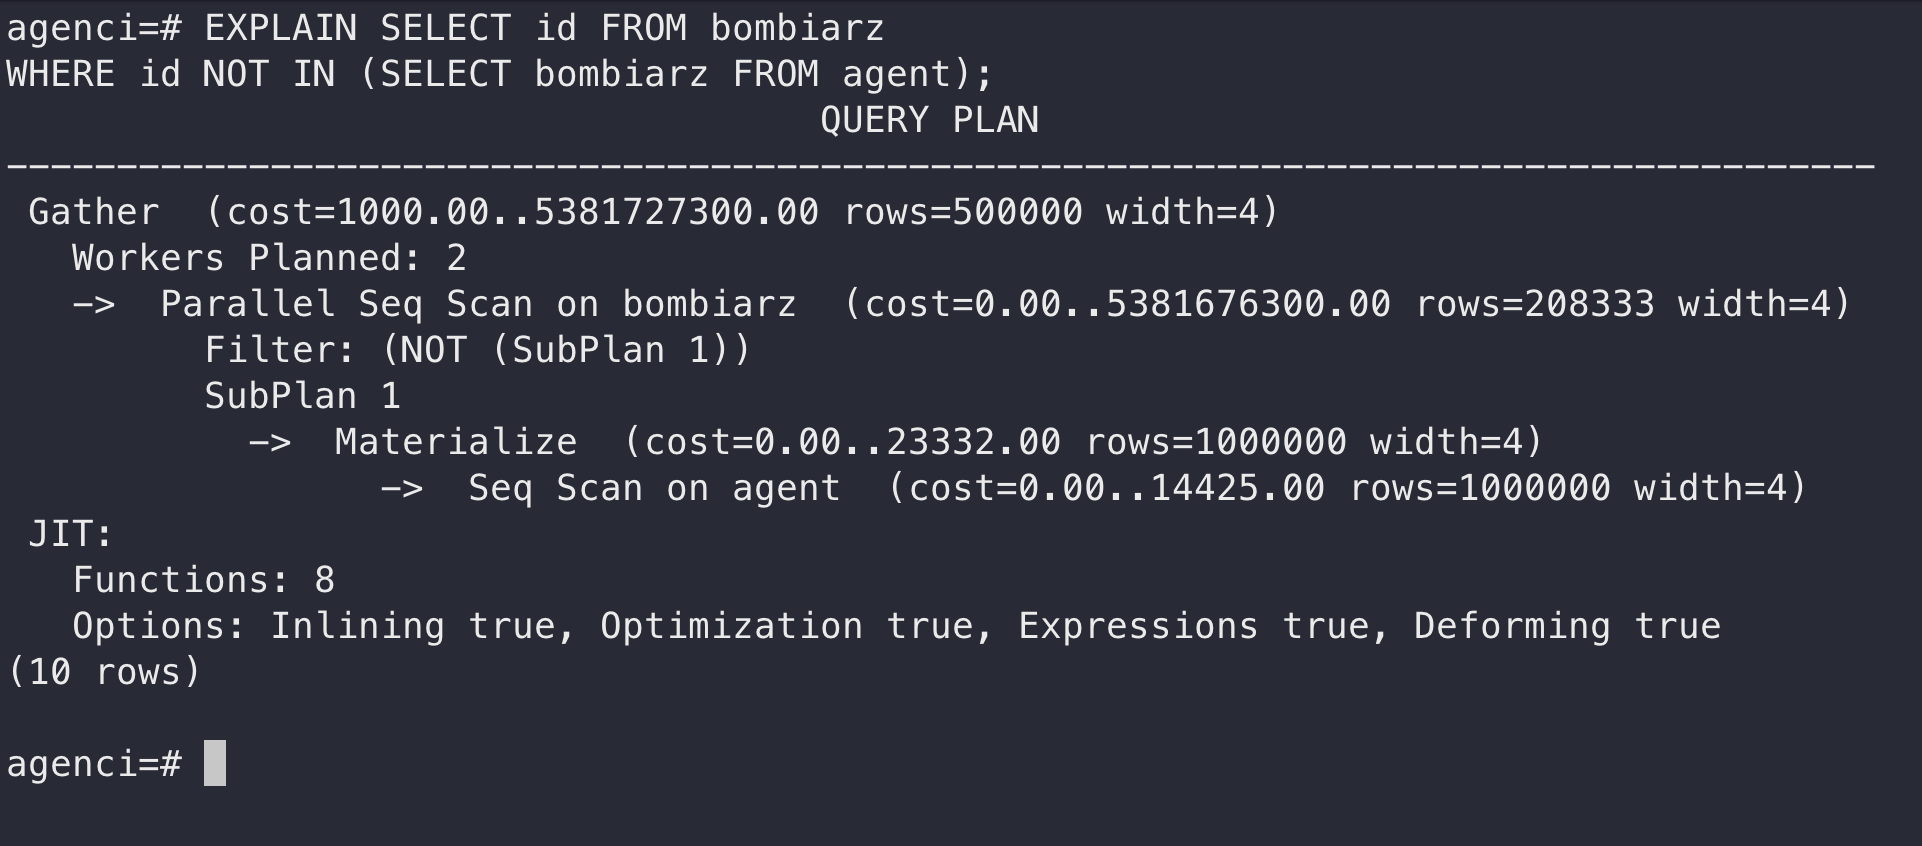 agenci=# EXPLAIN SELECT id FROM bombiarz
WHERE id NOT IN (SELECT bombiarz FROM agent);
                                     QUERY PLAN
-------------------------------------------------------------------------------------
 Gather  (cost=1000.00..5381727300.00 rows=500000 width=4)
   Workers Planned: 2
   ->  Parallel Seq Scan on bombiarz  (cost=0.00..5381676300.00 rows=208333 width=4)
         Filter: (NOT (SubPlan 1))
         SubPlan 1
           ->  Materialize  (cost=0.00..23332.00 rows=1000000 width=4)
                 ->  Seq Scan on agent  (cost=0.00..14425.00 rows=1000000 width=4)
 JIT:
   Functions: 8
   Options: Inlining true, Optimization true, Expressions true, Deforming true
(10 rows)

agenci=#